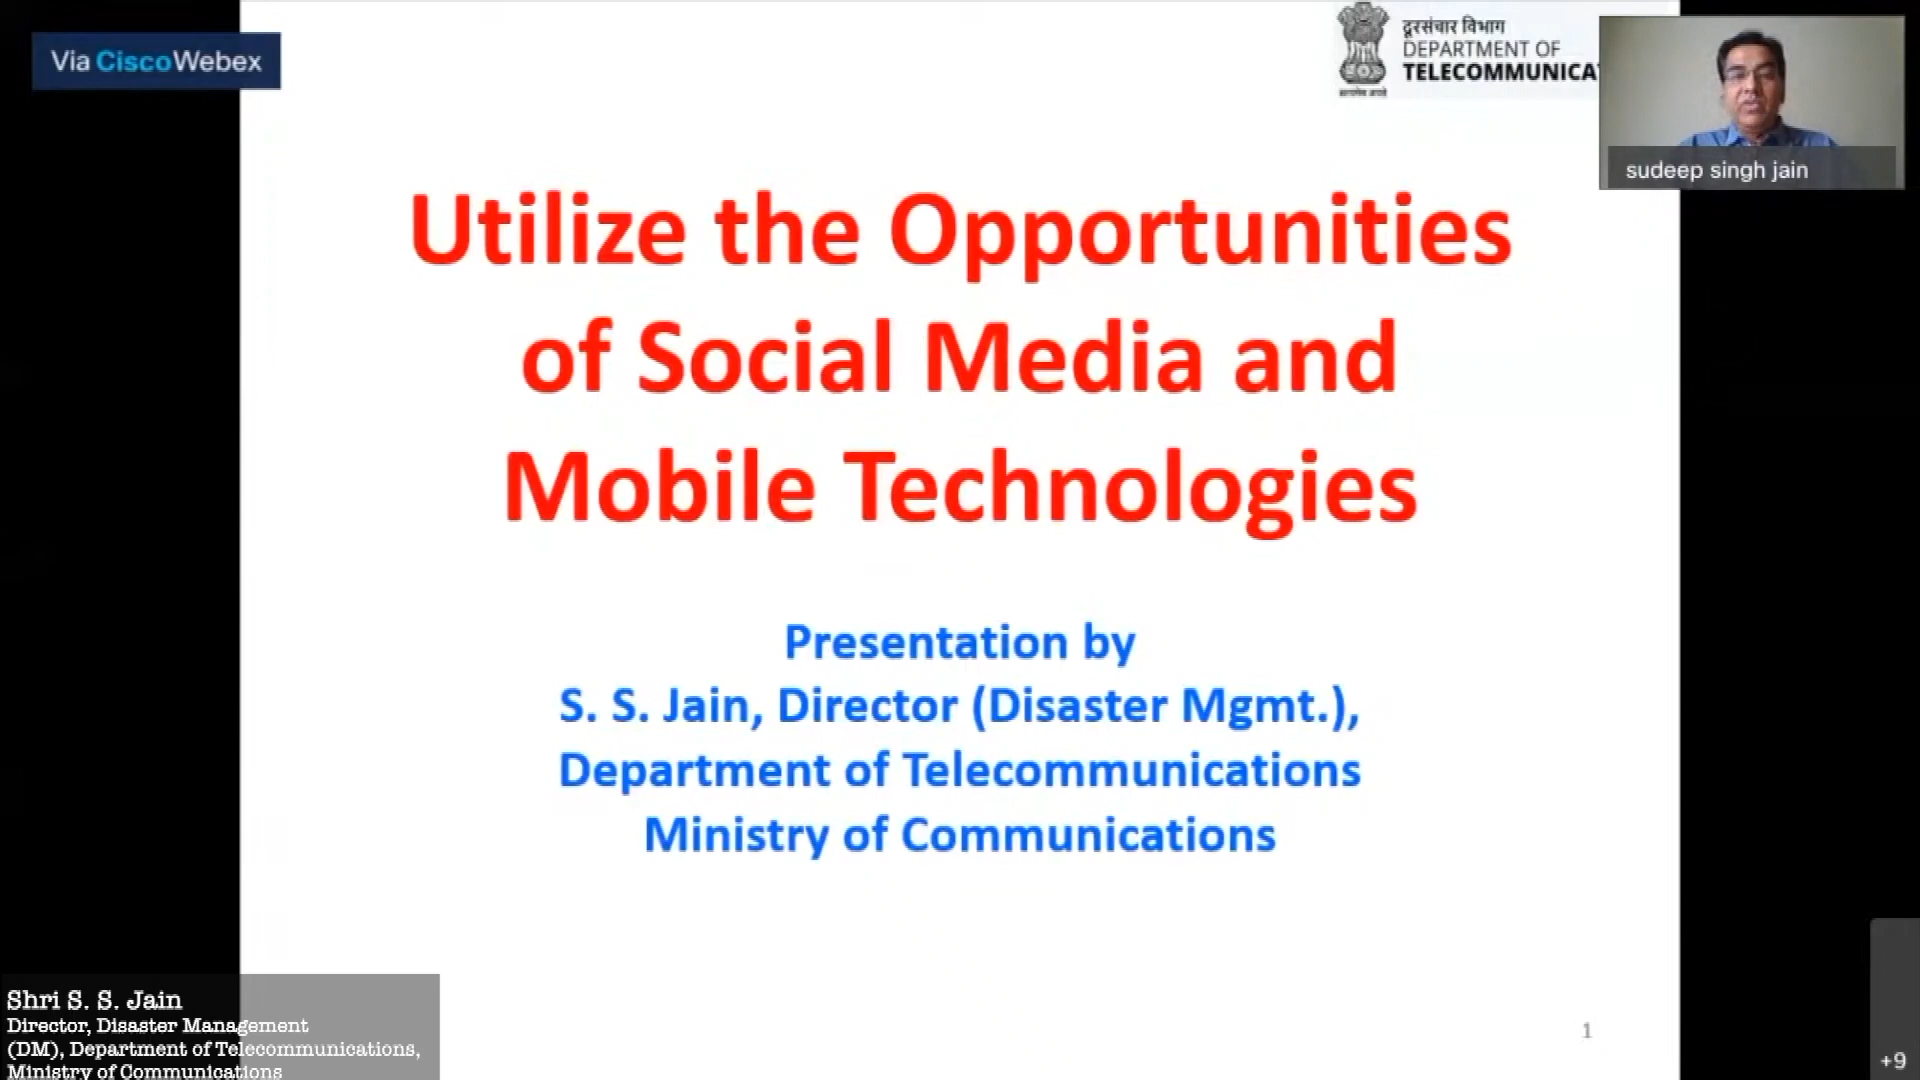 Via CiscoWebex
दूरसंचार विभाग
DEPARTMENT OF
TELECOMMUNICA
sudeep singh jain
Utilize the Opportunities
of Social Media and
Mobile Technologies
Presentation by
S. S. Jain, Director (Disaster Mgmt.),
Department of Telecommunications
Ministry of Communications
Shri S. S. Jain
Director, Disaster Management
(DM), Department of Telecommunications,
Ministry of Communications
1
+9